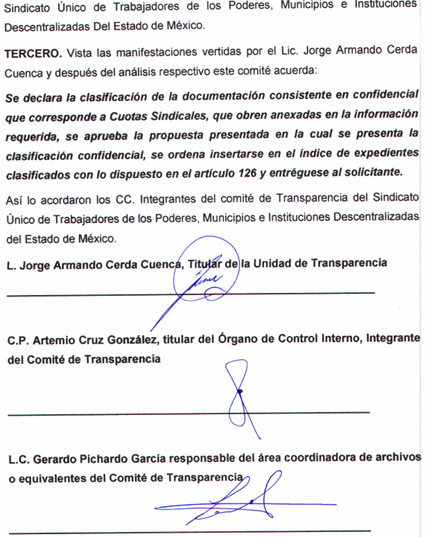 Sindicato Único de Trabajadores de los Poderes, Municipios e Instituciones
Descentralizadas Del Estado de México.
TERCERO. Vista las manifestaciones vertidas por el Lic. Jorge Armando Cerda
Cuenca y después del análisis respectivo este comité acuerda:
Se declara la clasificación de la documentación consistente en confidencial
que corresponde a Cuotas Sindicales, que obren anexadas en la información
requerida, se aprueba la propuesta presentada en la cual se presenta la
clasificación confidencial, se ordena insertarse en el índice de expedientes
clasificados con lo dispuesto en el artículo 126 y entréguese al solicitante.
Así lo acordaron los CC. Integrantes del comité de Transparencia del Sindicato
Único de Trabajadores de los Poderes, Municipios e Instituciones Descentralizadas
del Estado de México.
L. Jorge Armando Cerda Cuenca, Titular de la Unidad de Transparencia
C.P. Artemio Cruz González, titular del Órgano de Control Interno, Integrante
del Comité de Transparencia
L.C. Gerardo Pichardo García responsable del área coordinadora de archivos
o equivalentes del Comité de Transparencia